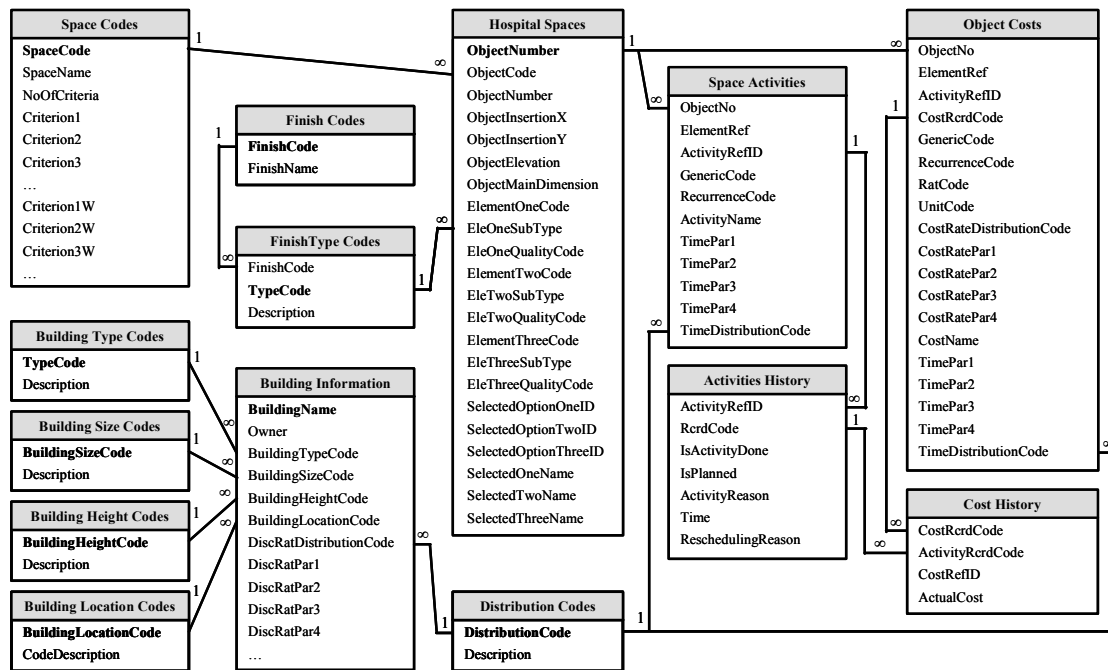 Space Codes
SpaceCode
SpaceName
NoOfCriteria
Criterion1
Criterion2
Criterion3
…
Criterion1W
Criterion2W
Criterion3W
…
1
∞
Finish Codes
FinishCode
FinishName
1
∞
FinishType Codes
FinishCode
TypeCode
Description
1
∞
Building Type Codes
TypeCode
Description
1
∞
Building Size Codes
BuildingSizeCode
Description
1
∞
Building Height Codes
BuildingHeightCode
Description
1
∞
Building Location Codes
BuildingLocationCode
CodeDescription
1
∞
Building Information
BuildingName
Owner
BuildingTypeCode
BuildingSizeCode
BuildingHeightCode
BuildingLocationCode
DiscRatDistributionCode
DiscRatPar1
DiscRatPar2
DiscRatPar3
DiscRatPar4
…
∞
1
Hospital Spaces
ObjectNumber
ObjectCode
ObjectNumber
ObjectInsertionX
ObjectInsertionY
ObjectElevation
ObjectMainDimension
ElementOneCode
EleOneSubType
EleOneQualityCode
ElementTwoCode
EleTwoSubType
EleTwoQualityCode
ElementThreeCode
EleThreeSubType
EleThreeQualityCode
SelectedOptionOneID
SelectedOptionTwoID
SelectedOptionThreeID
SelectedOneName
SelectedTwoName
SelectedThreeName
Distribution Codes
DistributionCode
Description
1
∞
∞
1
∞
Space Activities
ObjectNo
ElementRef
ActivityRefID
GenericCode
RecurrenceCode
ActivityName
TimePar1
TimePar2
TimePar3
TimePar4
TimeDistributionCode
1
∞
Activities History
ActivityRefID
RcrdCode
IsActivityDone
IsPlanned
ActivityReason
Time
ReschedulingReason
∞
1
Object Costs
ObjectNo
ElementRef
ActivityRefID
CostRcrdCode
GenericCode
RecurrenceCode
RatCode
UnitCode
CostRateDistributionCode
CostRatePar1
CostRatePar2
CostRatePar3
CostRatePar4
CostName
TimePar1
TimePar2
TimePar3
TimePar4
TimeDistributionCode
1
∞
Cost History
CostRcrdCode
ActivityRcrdCode
CostRefID
ActualCost
∞
∞